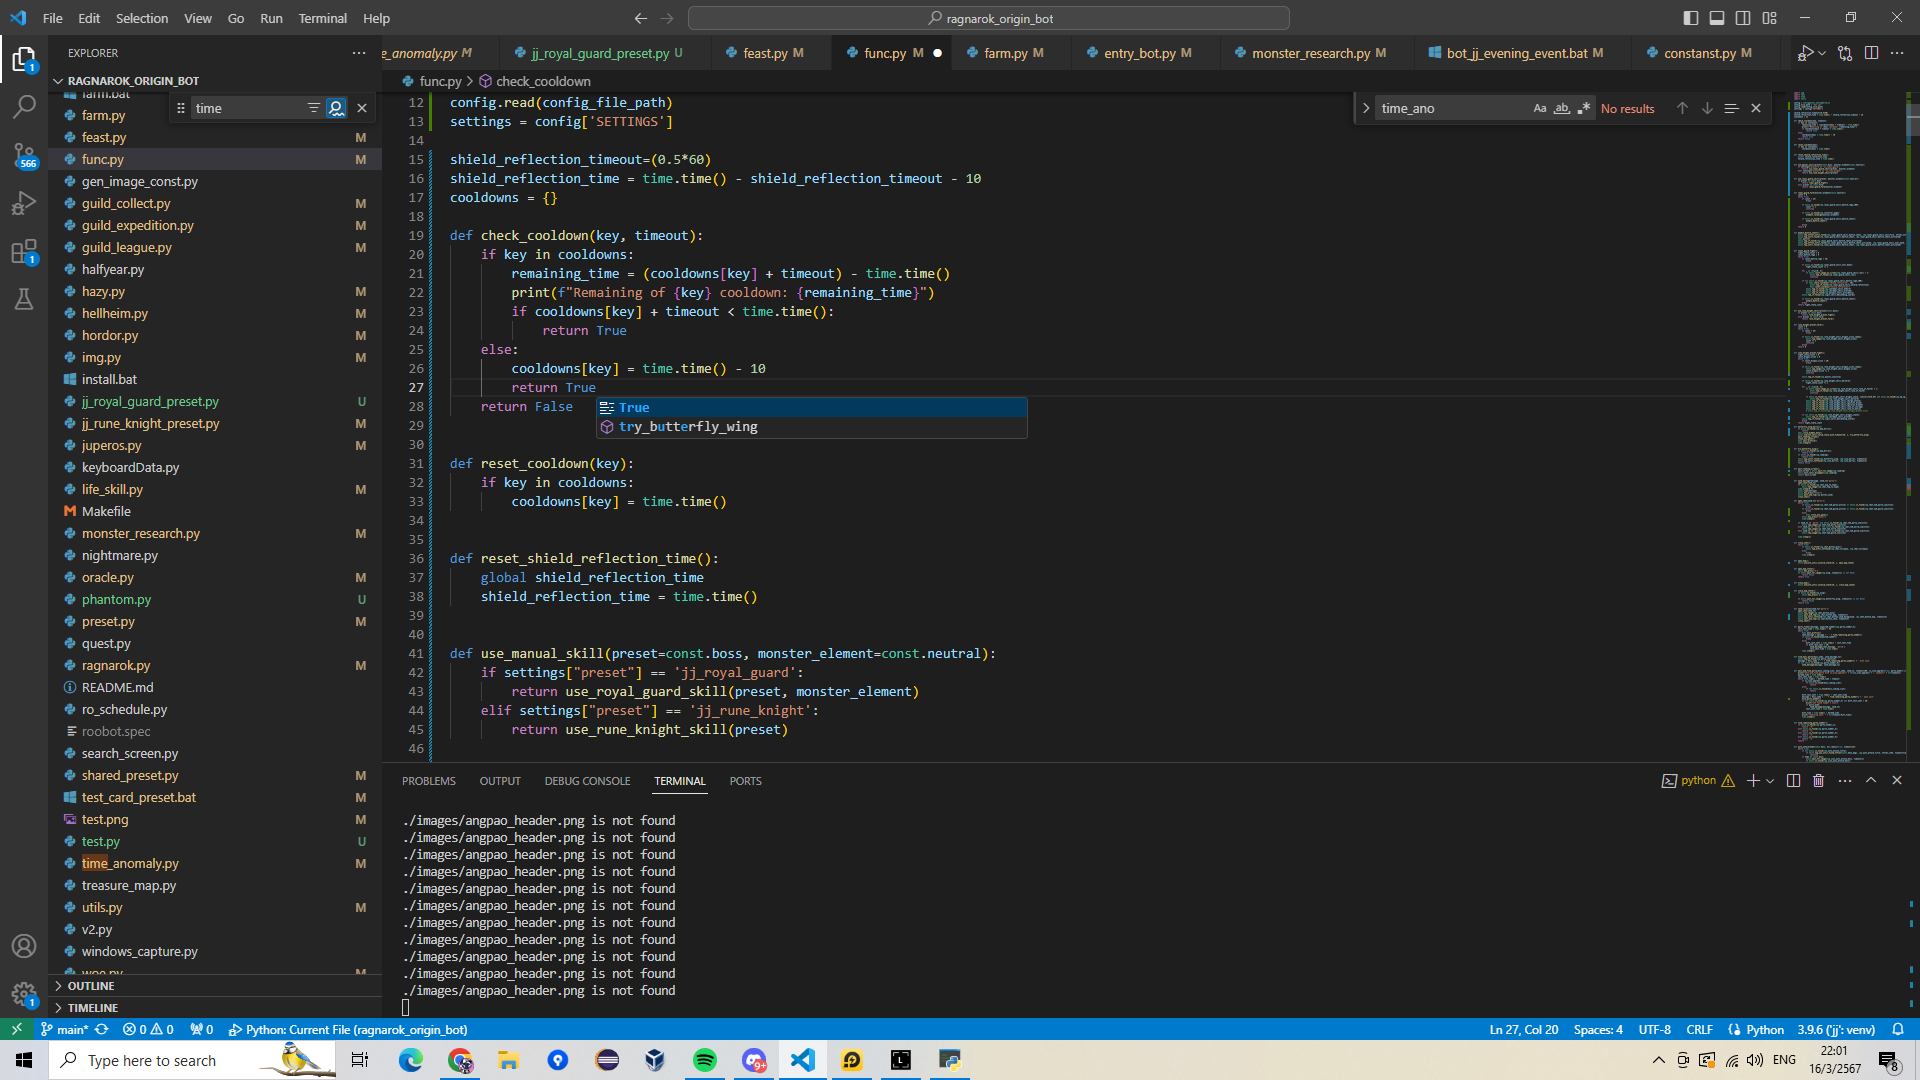 File Edit Selection View Go Run Terminal Help
ragnarok_origin_bot
EXPLORER
e_anomaly.py M
jj_royal_guard_preset.py U
feast.py M
func.py M
farm.py M
entry_bot.py M
monster_research.py M
bot_jj_evening_event.bat M
constanst.py M
func.py > check_cooldown
RAGNAROK_ORIGIN_BOT
time
farm.bat
farm.py
feast.py M
func.py M
gen_image_const.py
guild_collect.py M
guild_expedition.py M
guild_league.py M
halfyear.py
hazy.py M
hellheim.py M
hordor.py M
img.py M
install.bat
jj_royal_guard_preset.py U
jj_rune_knight_preset.py M
juperos.py M
keyboardData.py
life_skill.py M
Makefile
monster_research.py M
nightmare.py
oracle.py M
phantom.py U
preset.py M
quest.py
ragnarok.py M
README.md
ro_schedule.py
roobot.spec
search_screen.py
shared_preset.py M
test_card_preset.bat M
test.png M
test.py U
time_anomaly.py M
treasure_map.py
utils.py M
v2.py
windows_capture.py
woe.py M
OUTLINE
TIMELINE
1
566
1
1
time_ano
Aa ab No results
12 config.read(config_file_path)
13 settings = config['SETTINGS']
14
15 shield_reflection_timeout=(0.5*60)
16 shield_reflection_time = time.time() - shield_reflection_timeout - 10
17 cooldowns = {}
18
19 def check_cooldown(key, timeout):
20 if key in cooldowns:
21 remaining_time = (cooldowns[key] + timeout) - time.time()
22 print(f"Remaining of {key} cooldown: {remaining_time}")
23 if cooldowns[key] + timeout < time.time():
24 return True
25 else:
26 cooldowns[key] = time.time() - 10
27 return True
28 return False
True
try_butterfly_wing
29
30
31 def reset_cooldown(key):
32 if key in cooldowns:
33 cooldowns[key] = time.time()
34
35
36 def reset_shield_reflection_time():
37 global shield_reflection_time
38 shield_reflection_time = time.time()
39
40
41 def use_manual_skill(preset=const.boss, monster_element=const.neutral):
42 if settings["preset"] == 'jj_royal_guard':
43 return use_royal_guard_skill(preset, monster_element)
44 elif settings["preset"] == 'jj_rune_knight':
45 return use_rune_knight_skill(preset)
46
PROBLEMS OUTPUT DEBUG CONSOLE TERMINAL PORTS
python
./images/angpao_header.png is not found
./images/angpao_header.png is not found
./images/angpao_header.png is not found
./images/angpao_header.png is not found
./images/angpao_header.png is not found
./images/angpao_header.png is not found
./images/angpao_header.png is not found
./images/angpao_header.png is not found
./images/angpao_header.png is not found
./images/angpao_header.png is not found
./images/angpao_header.png is not found
main* 0 0 0 Python: Current File (ragnarok_origin_bot)
Ln 27, Col 20 Spaces: 4 UTF-8 CRLF Python 3.9.6 ('jj': venv)
Type here to search
9+
L
ENG
22:01
16/3/2567
8